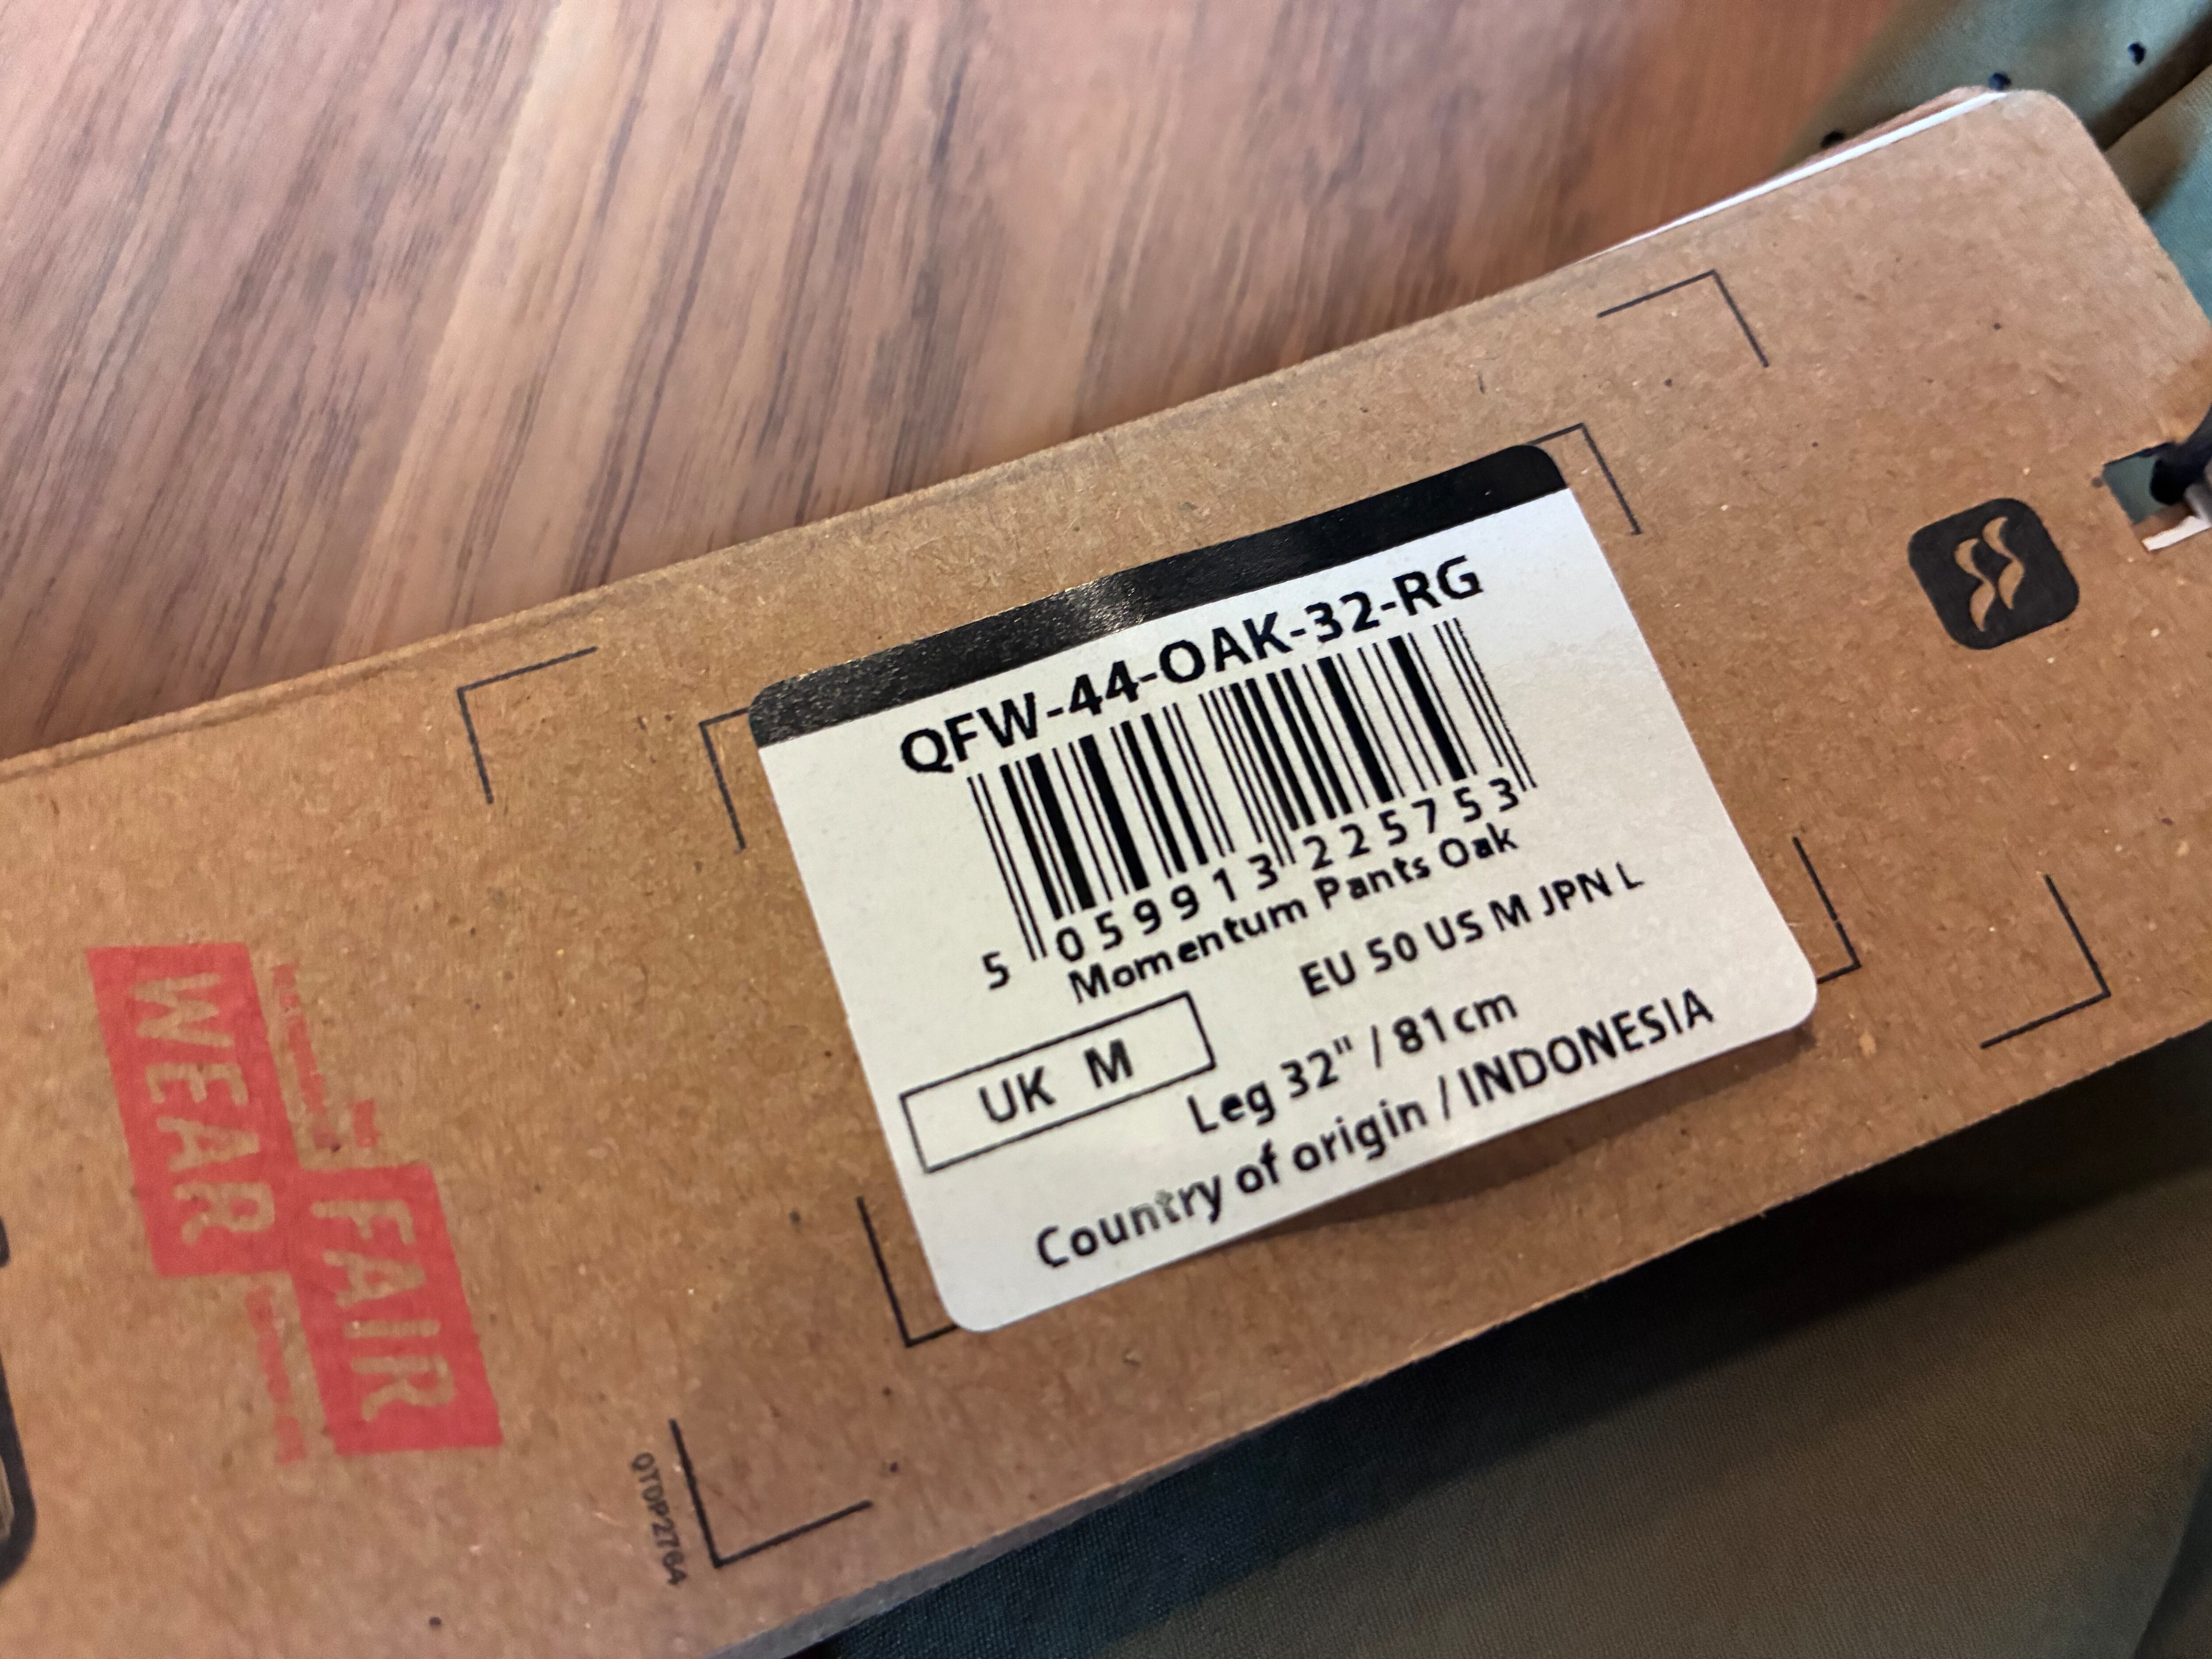 QFW-44-OAK-32-RG
5 059913 225753
Momentum Pants Oak
UK M
EU 50 US M JPN L
Leg 32" / 81cm
Country of origin / INDONESIA
FAIR
WEAR
QTDP2764